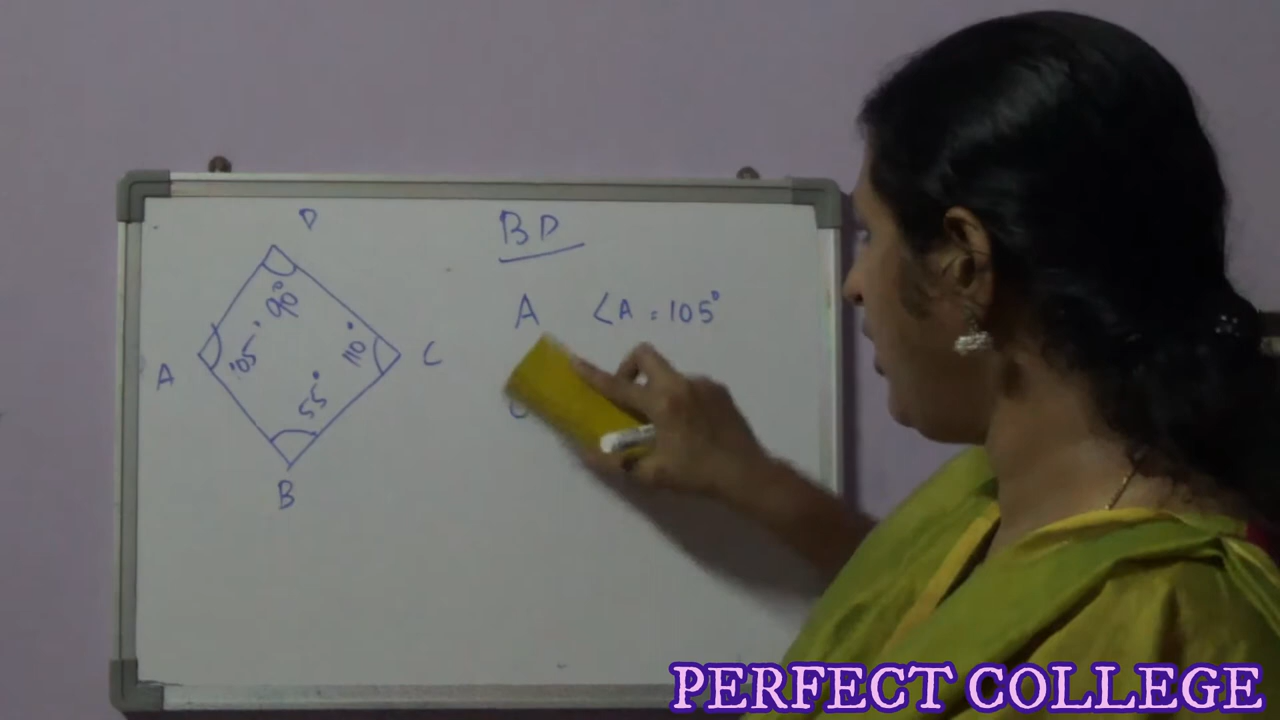 D
BD
90°
A ∠A = 105°
105°
110°
A
C
55°
B
PERFECT COLLEGE